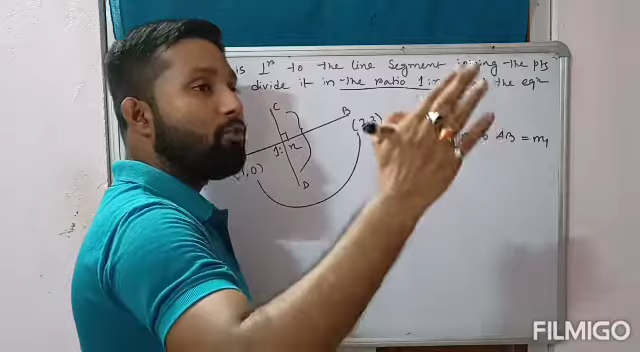 is ⊥r to the line segment joining the pts
divide it in the ratio 1:n the eqn
C
B
(2,3)
AB = m₁
1: n
(1,0)
D
FILMIGO